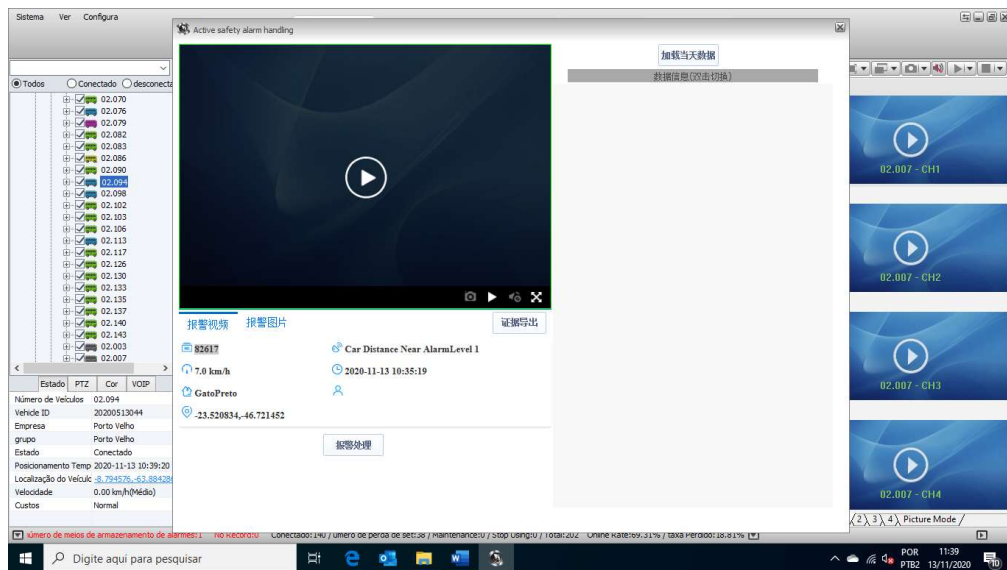 Sistema Ver Configura
Active safety alarm handling
加载当天数据
数据信息(双击切换)
Todos Conectado desconecta
02.070
02.076
02.079
02.082
02.083
02.086
02.090
02.094
02.098
02.102
02.103
02.106
02.113
02.117
02.126
02.130
02.133
02.135
02.137
02.140
02.143
02.003
02.007
02.007 - CH1
02.007 - CH2
02.007 - CH3
02.007 - CH4
报警视频 报警图片 证据导出
82617 Car Distance Near AlarmLevel 1
7.0 km/h 2020-11-13 10:35:19
GatoPreto
-23.520834,-46.721452
报警处理
Estado PTZ Cor VOIP
Número de Veículos 02.094
Vehicle ID 20200513044
Empresa Porto Velho
grupo Porto Velho
Estado Conectado
Posicionamento Temp 2020-11-13 10:39:20
Localização do Veículc -8.794576,-63.884286
Velocidade 0.00 km/h(Médio)
Custos Normal
2 3 4 Picture Mode
úmero de meios de armazenamento de alarmes:1 No Record:0 Conectado:140 / úmero de perda de set:38 / Maintenance:0 / Stop Using:0 / Total:202 Online Rate:69.31% / taxa Perdido:18.81%
Digite aqui para pesquisar
POR 11:39
PTB2 13/11/2020